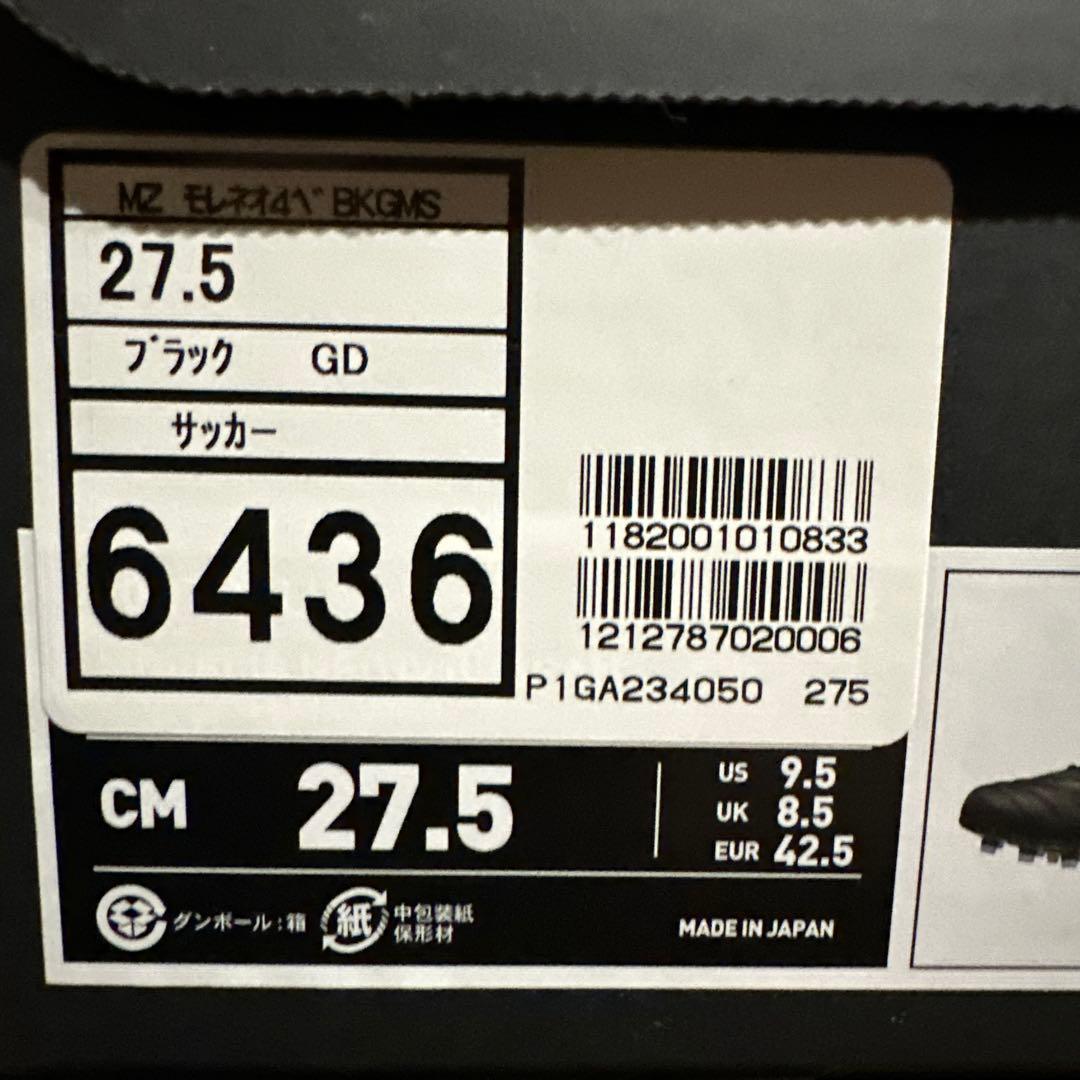 MZ モレネオ4ベ BKGMS
27.5
ブラック GD
サッカー
6436
1182001010833
1212787020006
P1GA234050 275
CM 27.5
US 9.5
UK 8.5
EUR 42.5
ダンボール:箱
紙 中包装紙
保形材
MADE IN JAPAN